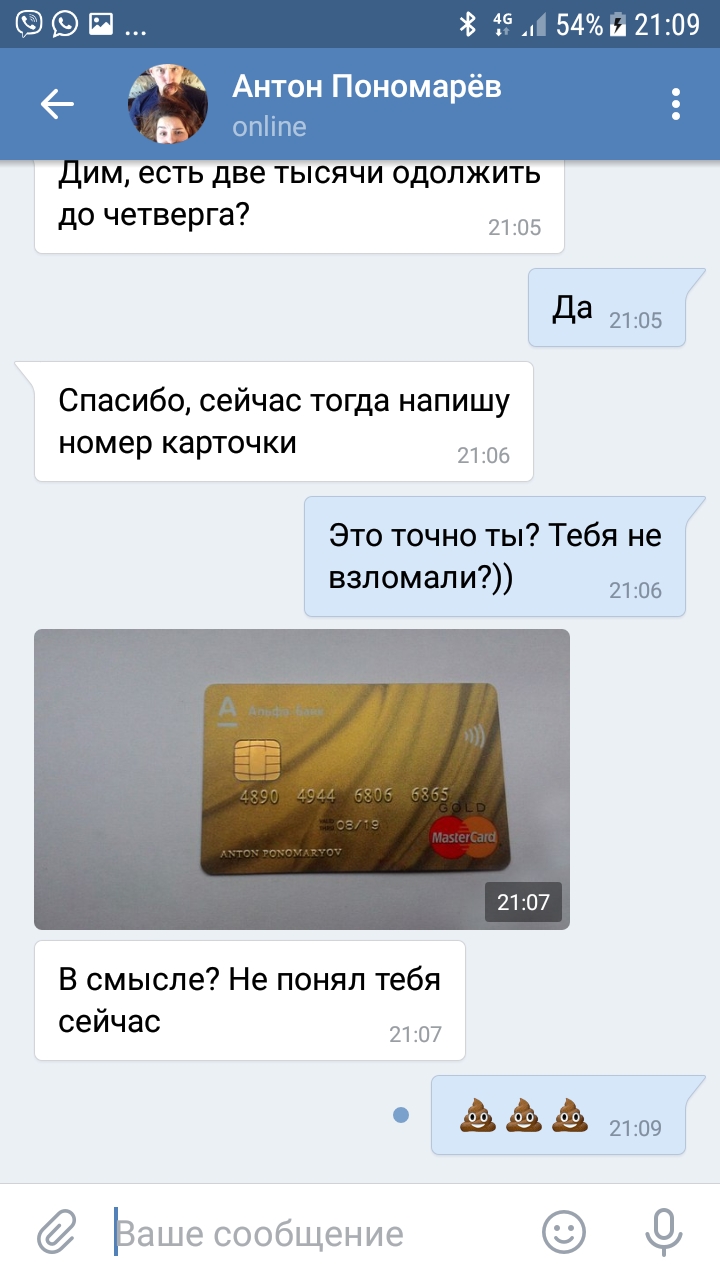 4G 54% 21:09
Антон Пономарёв
online
Дим, есть две тысячи одолжить
до четверга?
21:05
Да 21:05
Спасибо, сейчас тогда напишу
номер карточки
21:06
Это точно ты? Тебя не
взломали?))
21:06
А Альфа-Банк
4890 4944 6806 6865
GOLD
08/19
MasterCard
ANTON PONOMARYOV
21:07
В смысле? Не понял тебя
сейчас
21:07
21:09
Ваше сообщение